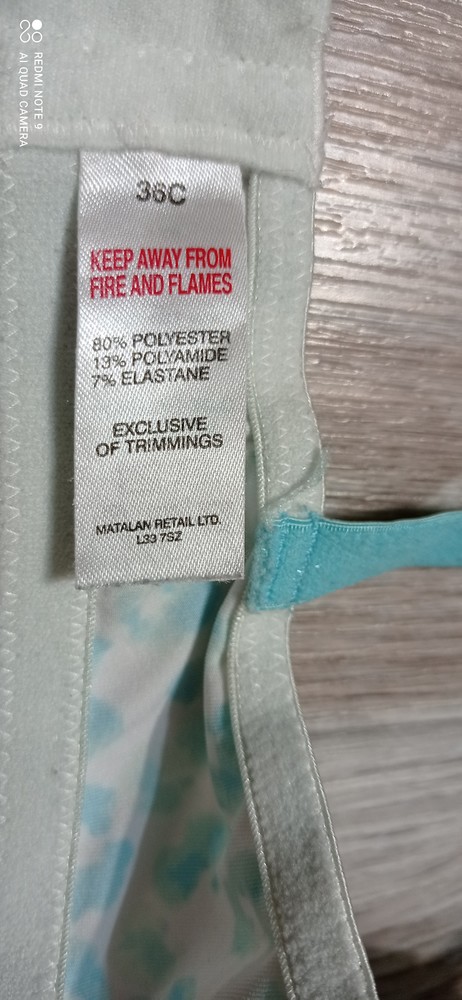 REDMI NOTE 9
AI QUAD CAMERA
36C
KEEP AWAY FROM
FIRE AND FLAMES
80% POLYESTER
13% POLYAMIDE
7% ELASTANE
EXCLUSIVE
OF TRIMMINGS
MATALAN RETAIL LTD.
L33 7SZ